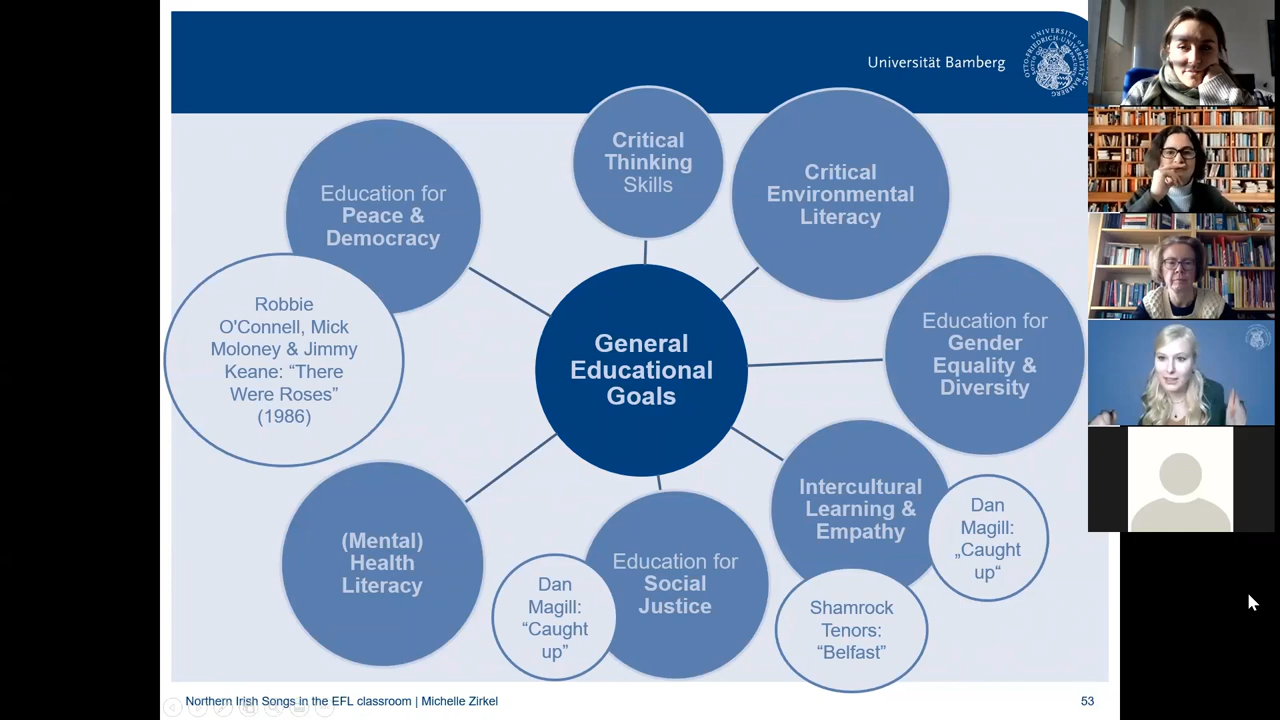 Universität Bamberg
Critical
Thinking
Skills
Critical
Environmental
Literacy
Education for
Peace &
Democracy
Robbie
O'Connell, Mick
Moloney & Jimmy
Keane: “There
Were Roses”
(1986)
General
Educational
Goals
Education for
Gender
Equality &
Diversity
Intercultural
Learning &
Empathy
Dan
Magill:
„Caught
up“
(Mental)
Health
Literacy
Dan
Magill:
“Caught
up”
Education for
Social
Justice
Shamrock
Tenors:
“Belfast”
Northern Irish Songs in the EFL classroom | Michelle Zirkel
53